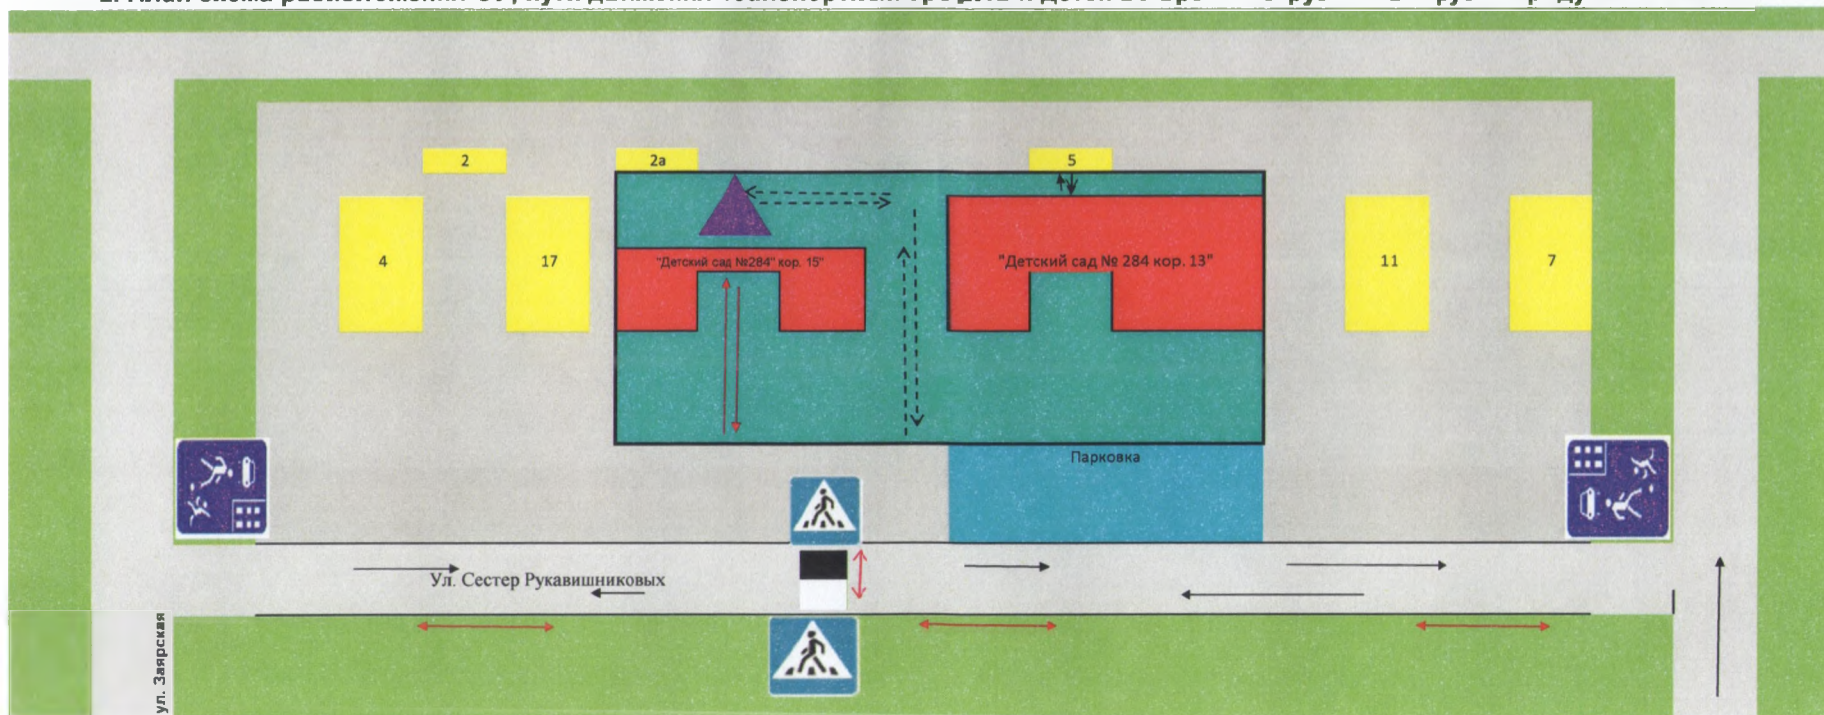 2
2а
5
4
17
"Детский сад №284" кор. 15"
"Детский сад № 284 кор. 13"
11
7
Парковка
Ул. Сестер Рукавишниковых
ул. Заярская